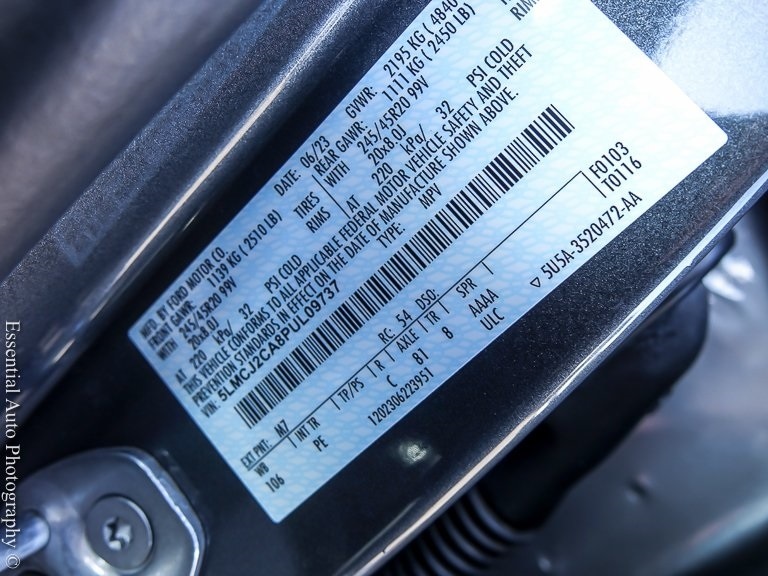 MFD. BY FORD MOTOR CO.
DATE: 06/23 GVWR: 2195 KG ( 4840
FRONT GAWR: 1139 KG ( 2510 LB) REAR GAWR: 1111 KG ( 2450 LB)
WITH 245/45R20 99V TIRES WITH 245/45R20 99V
20x8.0J RIMS 20x8.0J RIMS
AT 220 kPa/ 32 PSI COLD AT 220 kPa/ 32 PSI COLD
THIS VEHICLE CONFORMS TO ALL APPLICABLE FEDERAL MOTOR VEHICLE SAFETY AND THEFT
PREVENTION STANDARDS IN EFFECT ON THE DATE OF MANUFACTURE SHOWN ABOVE.
VIN: 5LMCJ2CA8PUL09737 TYPE: MPV
F0103
T0116
EXT PNT: M7 RC: 54 DSO:
WB INT TR TP/PS R AXLE TR SPR
106 PE C 81 8 AAAA
1202306223951 ULC
▽ 5U5A-3520472-AA
Essential Auto Photography ©